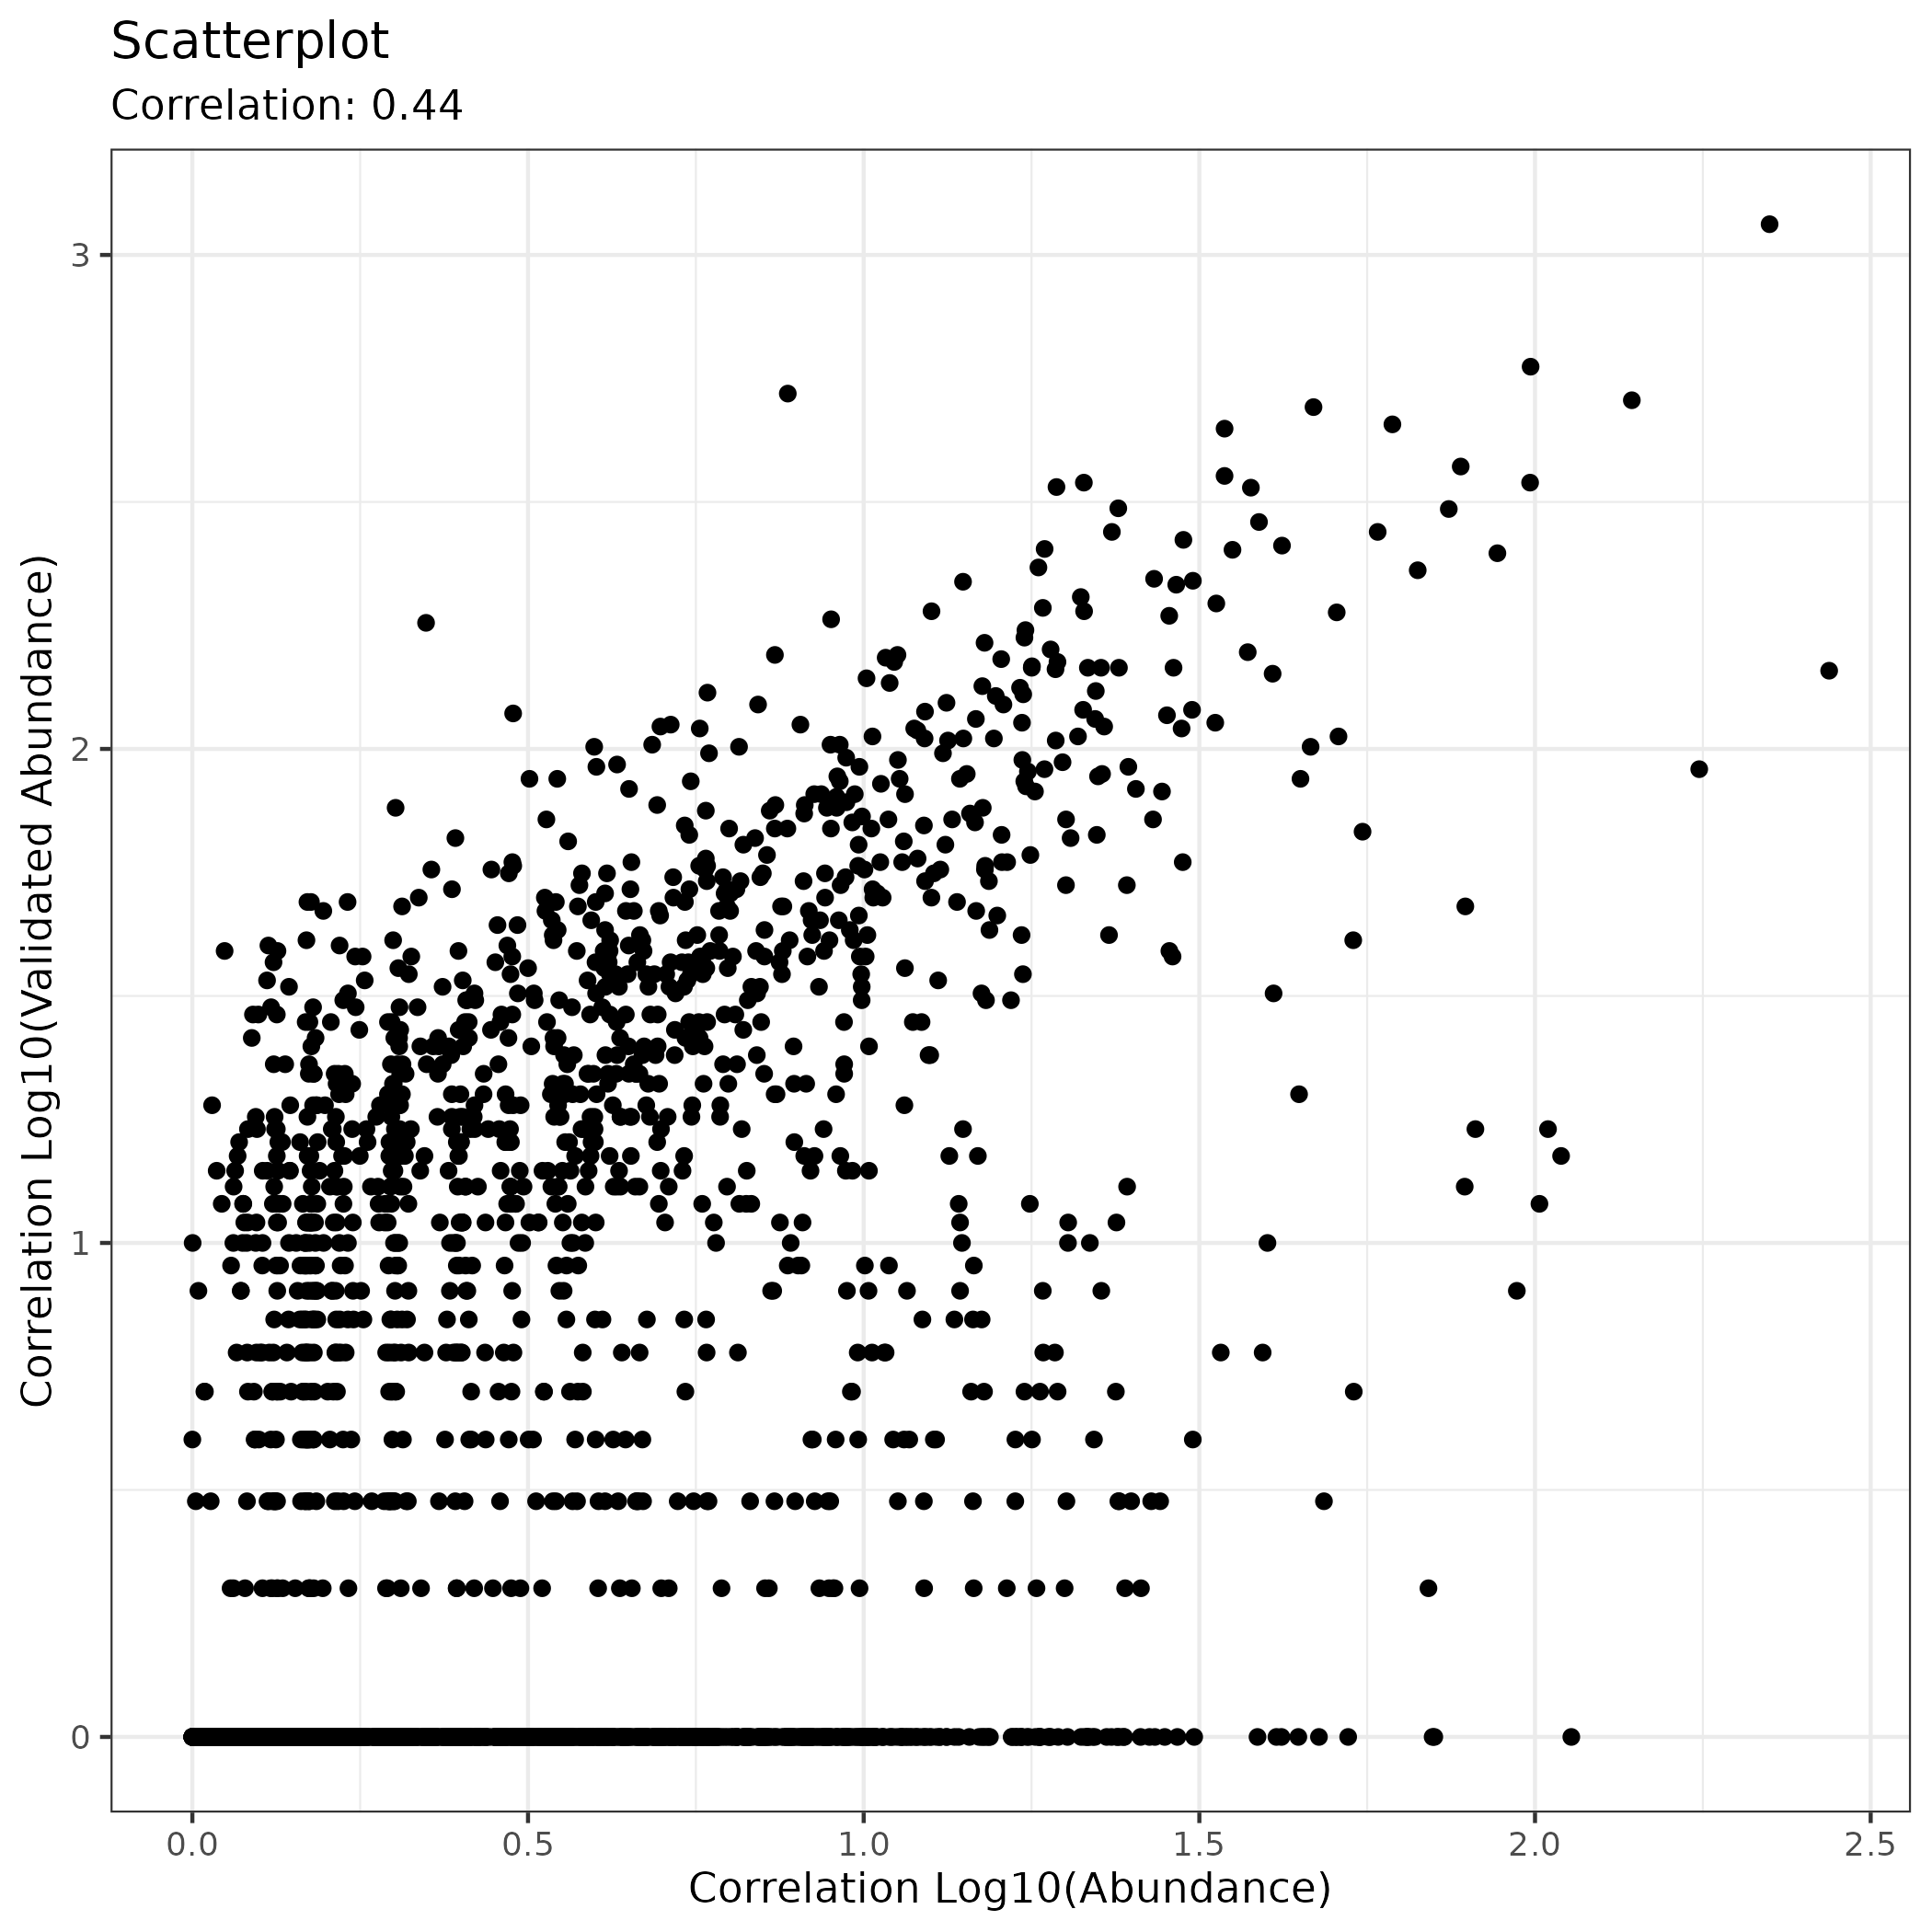 Scatterplot
Correlation: 0.44
Correlation Log10(Validated Abundance)
3
2
1
0
0.0 0.5 1.0 1.5 2.0 2.5
Correlation Log10(Abundance)